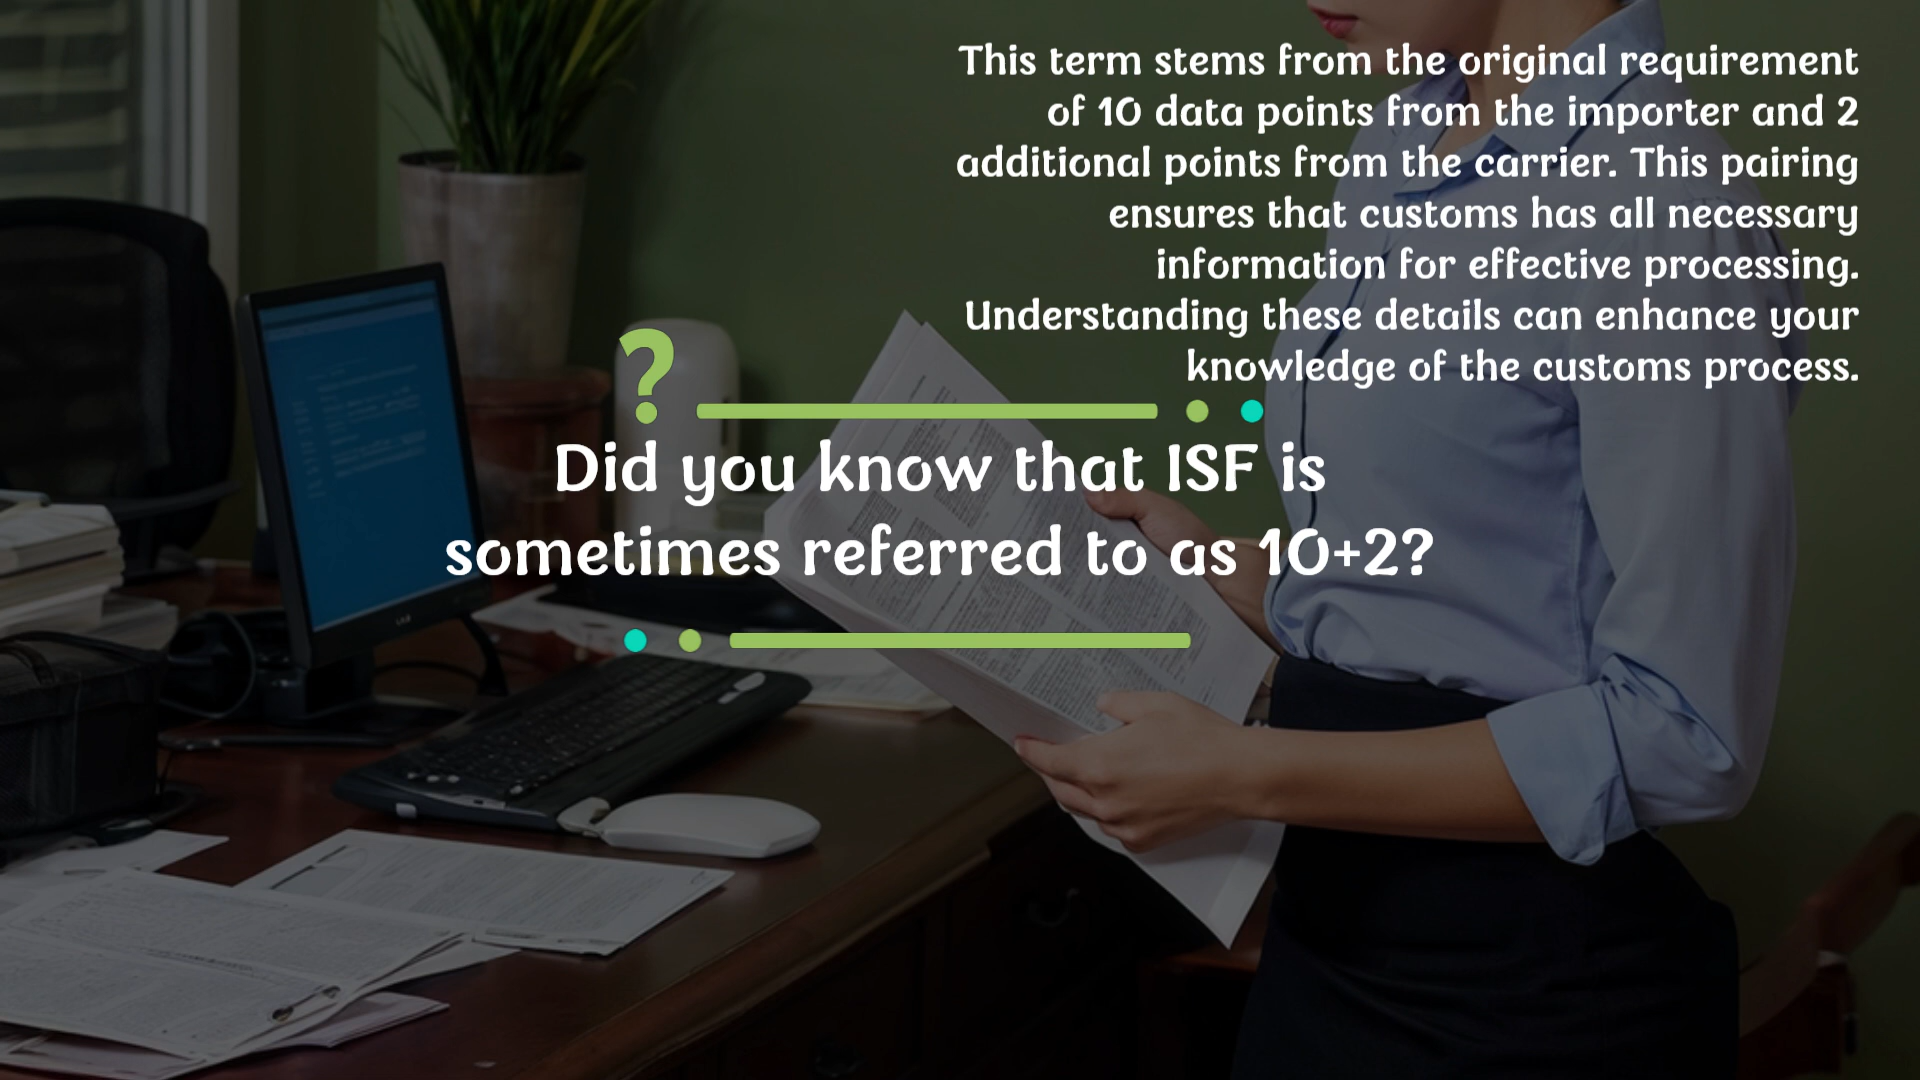 This term stems from the original requirement
of 10 data points from the importer and 2
additional points from the carrier. This pairing
ensures that customs has all necessary
information for effective processing.
Understanding these details can enhance your
knowledge of the customs process.
?
Did you know that ISF is
sometimes referred to as 10+2?